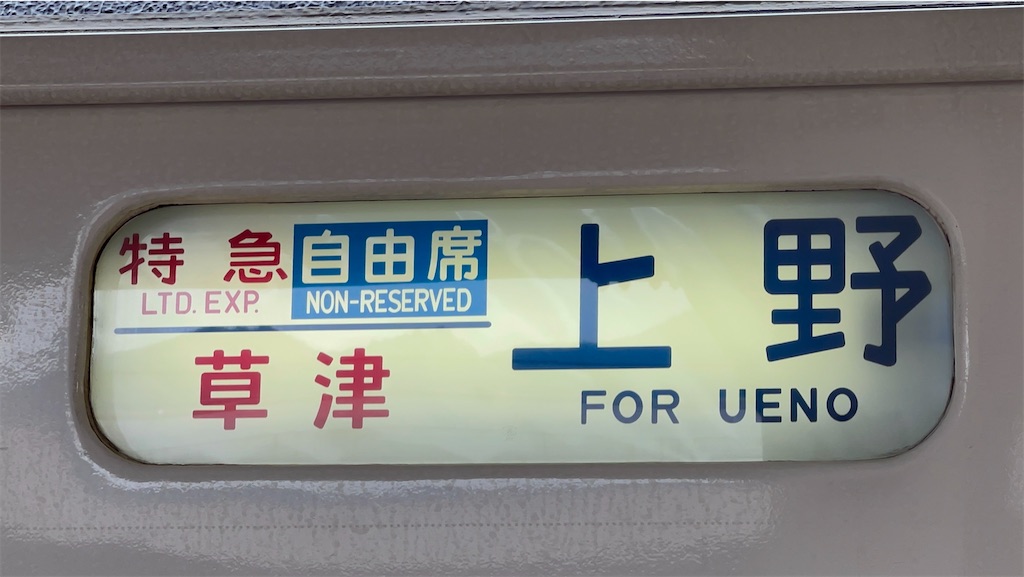 特急 自由席
LTD. EXP. NON-RESERVED
草津
上野
FOR UENO